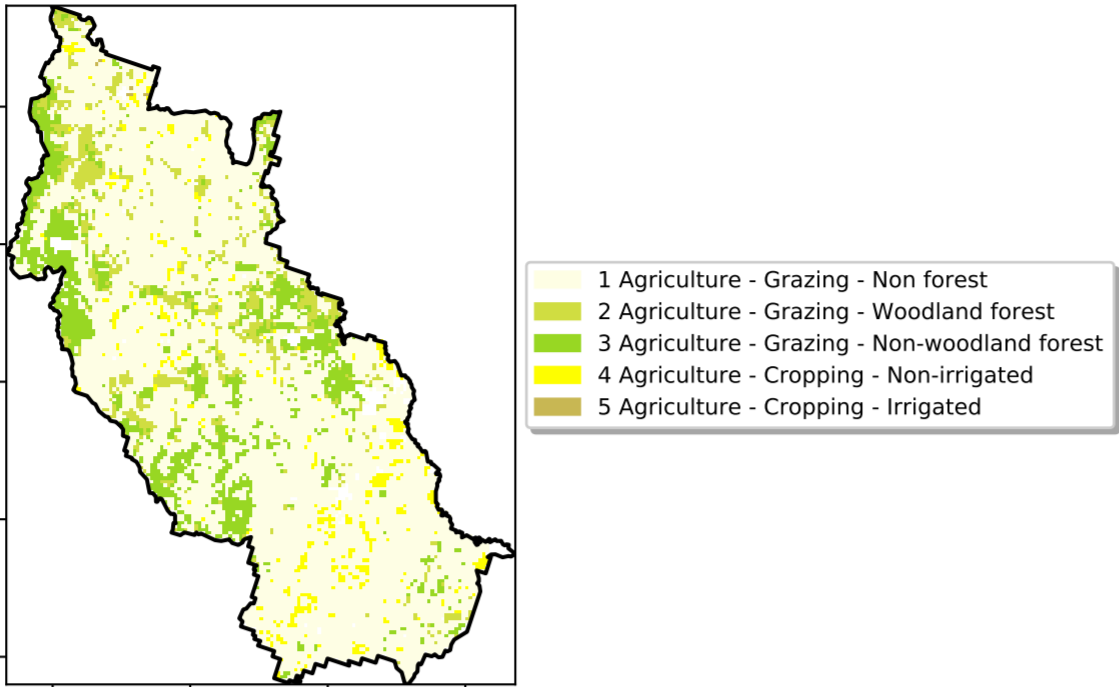 1 Agriculture - Grazing - Non forest
2 Agriculture - Grazing - Woodland forest
3 Agriculture - Grazing - Non-woodland forest
4 Agriculture - Cropping - Non-irrigated
5 Agriculture - Cropping - Irrigated